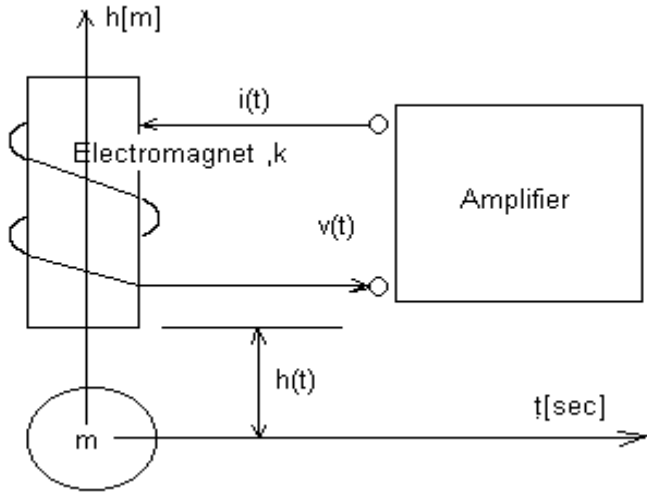 h[m]
i(t)
Electromagnet ,k
Amplifier
v(t)
h(t)
t[sec]
m